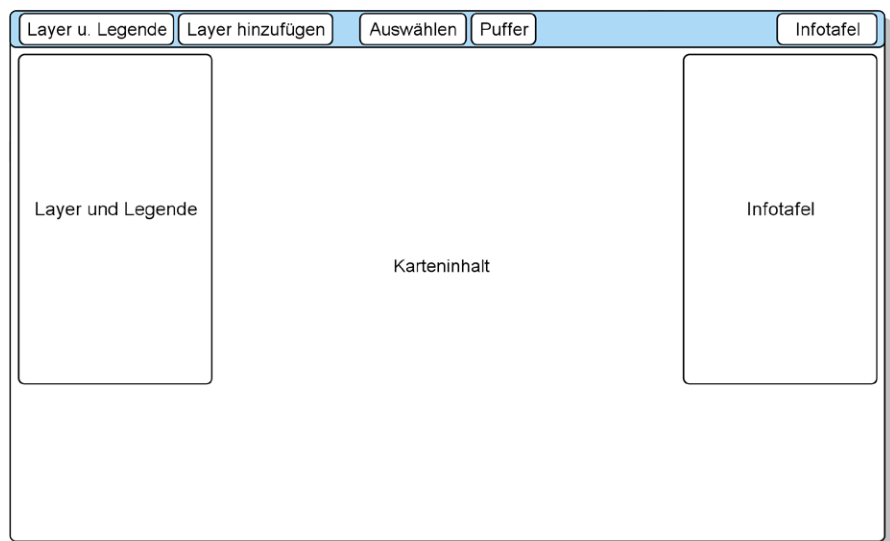 Layer u. Legende
Layer hinzufügen
Auswählen
Puffer
Infotafel
Layer und Legende
Infotafel
Karteninhalt